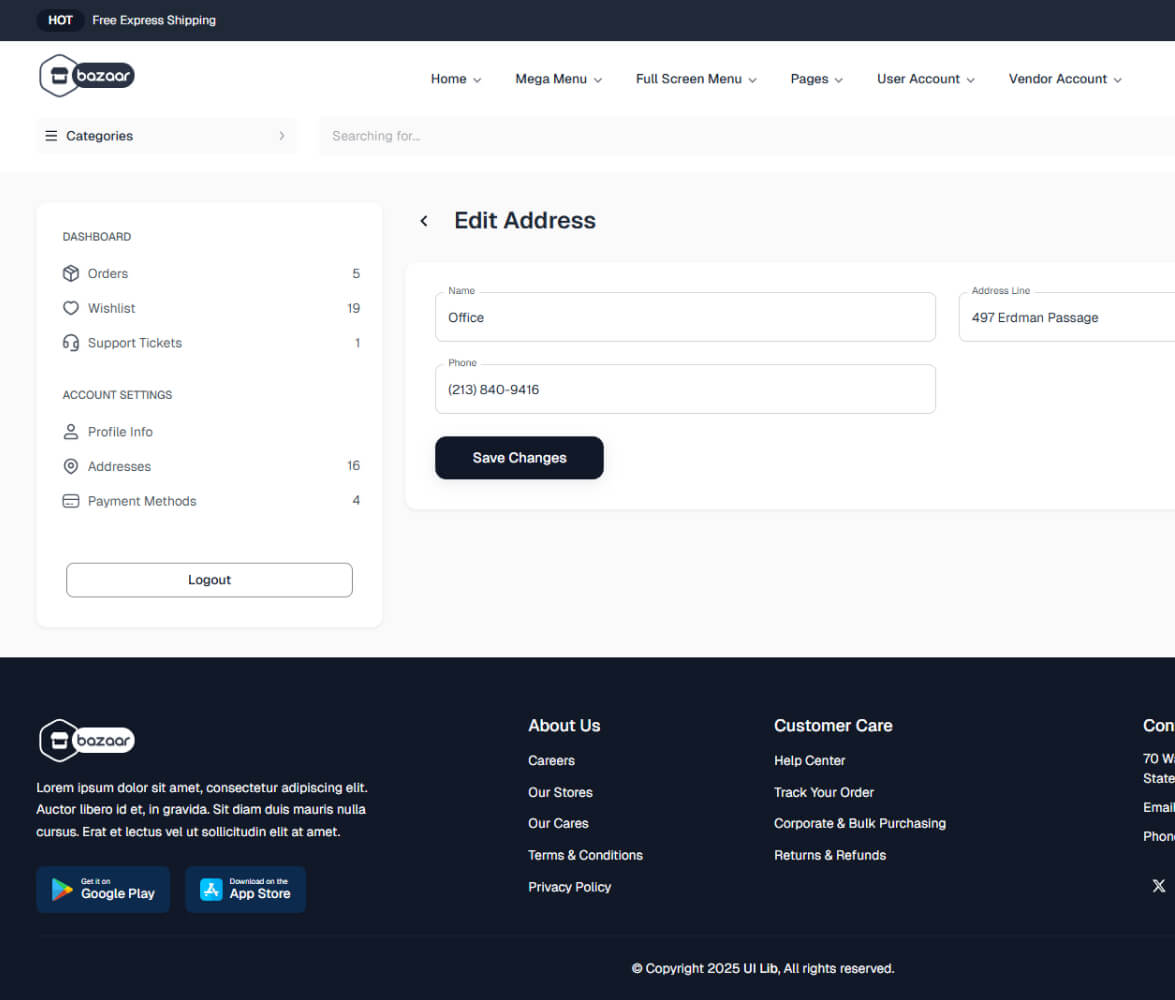 HOT Free Express Shipping
bazaar
Home Mega Menu Full Screen Menu Pages User Account Vendor Account
Categories
Searching for...
DASHBOARD
Orders 5
Wishlist 19
Support Tickets 1
ACCOUNT SETTINGS
Profile Info
Addresses 16
Payment Methods 4
Logout
Edit Address
Name
Office
Address Line
497 Erdman Passage
Phone
(213) 840-9416
Save Changes
bazaar
Lorem ipsum dolor sit amet, consectetur adipiscing elit.
Auctor libero id et, in gravida. Sit diam duis mauris nulla
cursus. Erat et lectus vel ut sollicitudin elit at amet.
Get it on
Google Play
Download on the
App Store
About Us
Careers
Our Stores
Our Cares
Terms & Conditions
Privacy Policy
Customer Care
Help Center
Track Your Order
Corporate & Bulk Purchasing
Returns & Refunds
Con
70 W
State
Email
Phon
© Copyright 2025 UI Lib, All rights reserved.